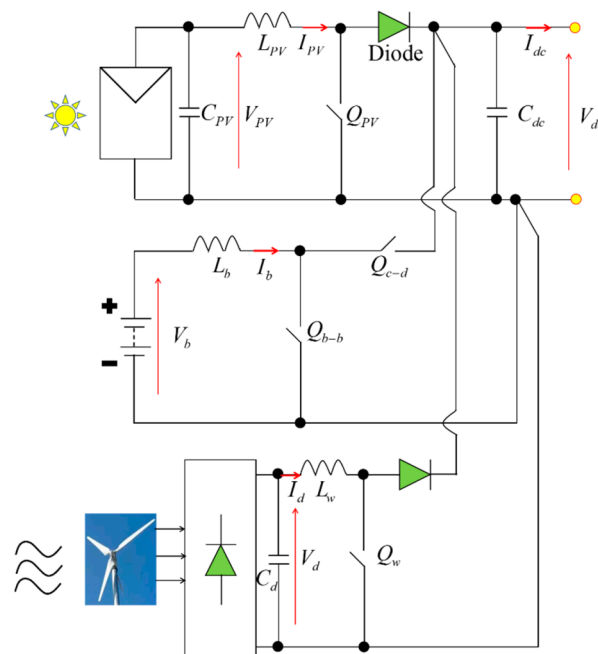 L_PV I_PV Diode I_dc
C_PV V_PV Q_PV C_dc V_d
L_b I_b Q_c-d
+
V_b Q_b-b
-
I_d L_w
C_d V_d Q_w